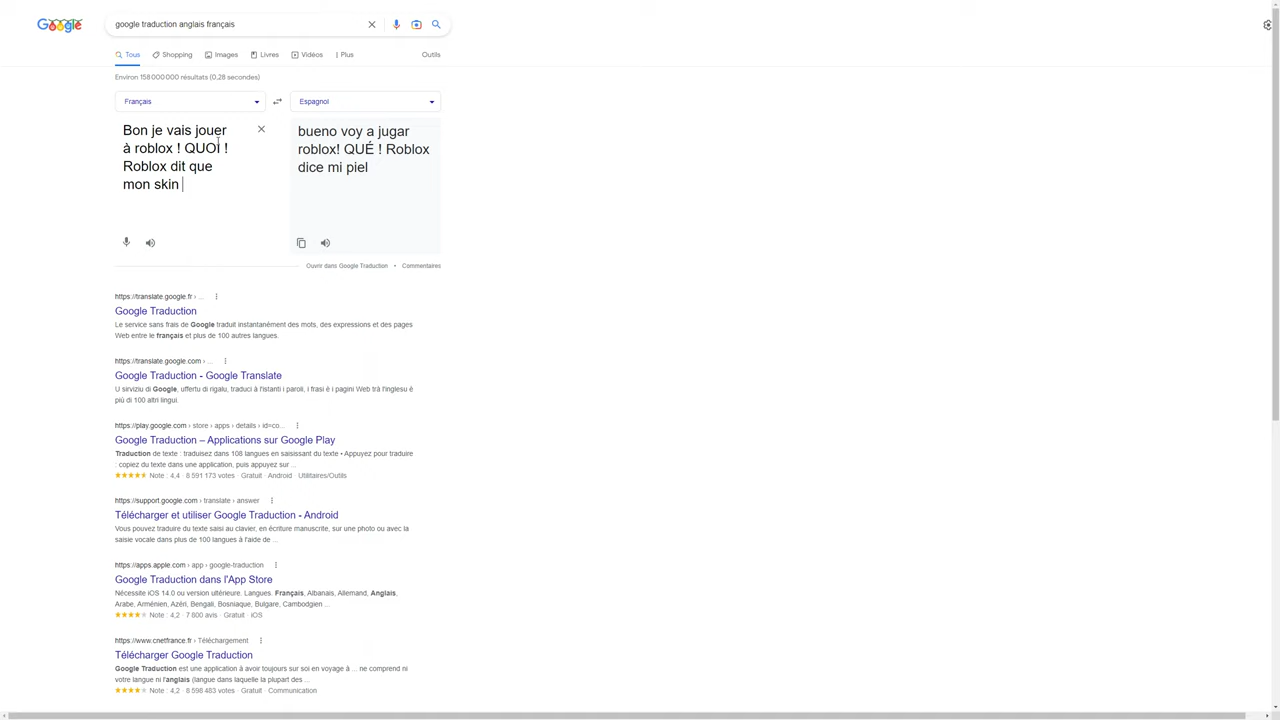 Google
google traduction anglais français
Tous
Shopping
Images
Livres
Vidéos
Plus
Outils
Environ 158 000 000 résultats (0,28 secondes)
Français
Espagnol
Bon je vais jouer
à roblox ! QUOI !
Roblox dit que
mon skin
bueno voy a jugar
roblox! QUÉ ! Roblox
dice mi piel
Ouvrir dans Google Traduction • Commentaires
https://translate.google.fr › ...
Google Traduction
Le service sans frais de Google traduit instantanément des mots, des expressions et des pages
Web entre le français et plus de 100 autres langues.
https://translate.google.com › ...
Google Traduction - Google Translate
U sirviziu di Google, uffertu di rigalu, traduci à l'istanti i paroli, i frasi è i pagini Web trà l'inglesu è
più di 100 altri lingui.
https://play.google.com › store › apps › details › id=co...
Google Traduction – Applications sur Google Play
Traduction de texte : traduisez dans 108 langues en saisissant du texte • Appuyez pour traduire
: copiez du texte dans une application, puis appuyez sur ...
Note : 4,4 · 8 591 173 votes · Gratuit · Android · Utilitaires/Outils
https://support.google.com › translate › answer
Télécharger et utiliser Google Traduction - Android
Vous pouvez traduire du texte saisi au clavier, en écriture manuscrite, sur une photo ou avec la
saisie vocale dans plus de 100 langues à l'aide de ...
https://apps.apple.com › app › google-traduction
Google Traduction dans l'App Store
Nécessite iOS 14.0 ou version ultérieure. Langues. Français, Albanais, Allemand, Anglais,
Arabe, Arménien, Azéri, Bengali, Bosniaque, Bulgare, Cambodgien ...
Note : 4,2 · 7 800 avis · Gratuit · iOS
https://www.cnetfrance.fr › Téléchargement
Télécharger Google Traduction
Google Traduction est une application à avoir toujours sur soi en voyage à ... ne comprend ni
votre langue ni l'anglais (langue dans laquelle la plupart des ...
Note : 4,2 · 8 598 483 votes · Gratuit · Communication